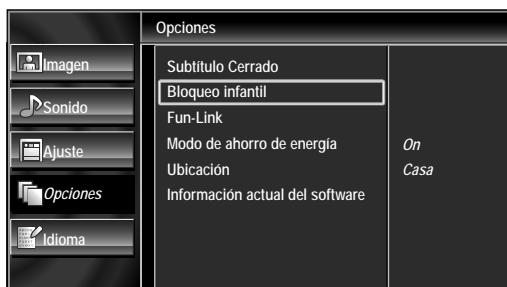 Opciones
Imagen
Sonido
Ajuste
Opciones
Idioma
Subtítulo Cerrado
Bloqueo infantil
Fun-Link
Modo de ahorro de energía On
Ubicación Casa
Información actual del software